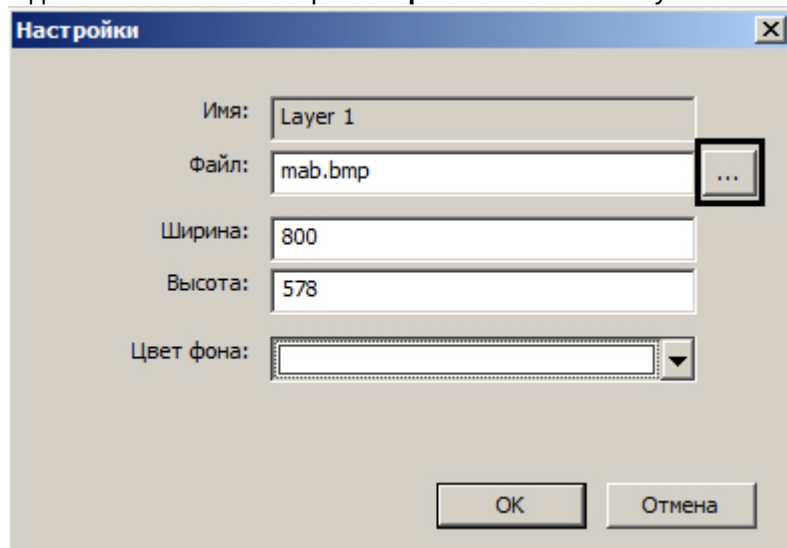 Настройки
Имя: Layer 1
Файл: mab.bmp ...
Ширина: 800
Высота: 578
Цвет фона:
OK Отмена